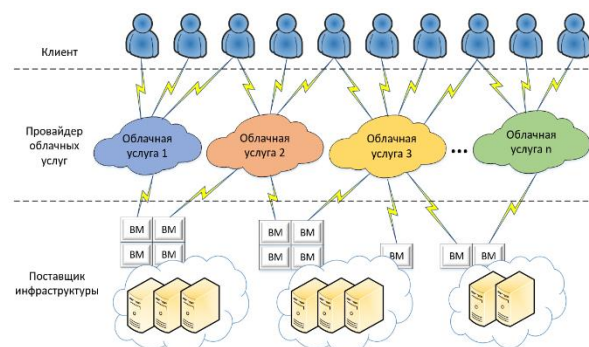 Клиент
Провайдер
облачных
услуг
Облачная
услуга 1
Облачная
услуга 2
Облачная
услуга 3
...
Облачная
услуга n
Поставщик
инфраструктуры
ВМ ВМ
ВМ ВМ
ВМ ВМ
ВМ ВМ
ВМ
ВМ ВМ